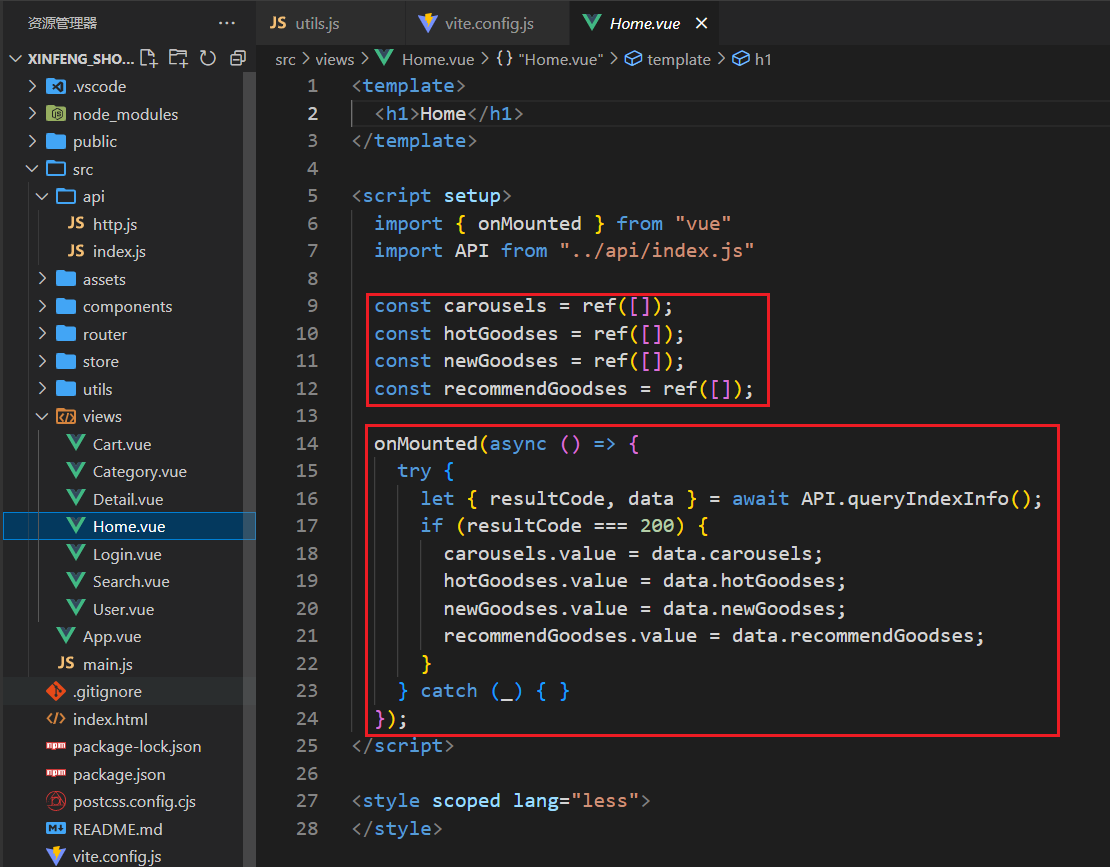 资源管理器 ···
XINFENG_SHO...
.vscode
node_modules
public
src
api
JS http.js
JS index.js
assets
components
router
store
utils
views
Cart.vue
Category.vue
Detail.vue
Home.vue
Login.vue
Search.vue
User.vue
App.vue
JS main.js
.gitignore
index.html
npm package-lock.json
npm package.json
postcss.config.cjs
README.md
vite.config.js
JS utils.js vite.config.js Home.vue ×
src > views > Home.vue > {} "Home.vue" > template > h1
1 <template>
2 <h1>Home</h1>
3 </template>
4
5 <script setup>
6 import { onMounted } from "vue"
7 import API from "../api/index.js"
8
9 const carousels = ref([]);
10 const hotGoodses = ref([]);
11 const newGoodses = ref([]);
12 const recommendGoodses = ref([]);
13
14 onMounted(async () => {
15 try {
16 let { resultCode, data } = await API.queryIndexInfo();
17 if (resultCode === 200) {
18 carousels.value = data.carousels;
19 hotGoodses.value = data.hotGoodses;
20 newGoodses.value = data.newGoodses;
21 recommendGoodses.value = data.recommendGoodses;
22 }
23 } catch (_) { }
24 });
25 </script>
26
27 <style scoped lang="less">
28 </style>